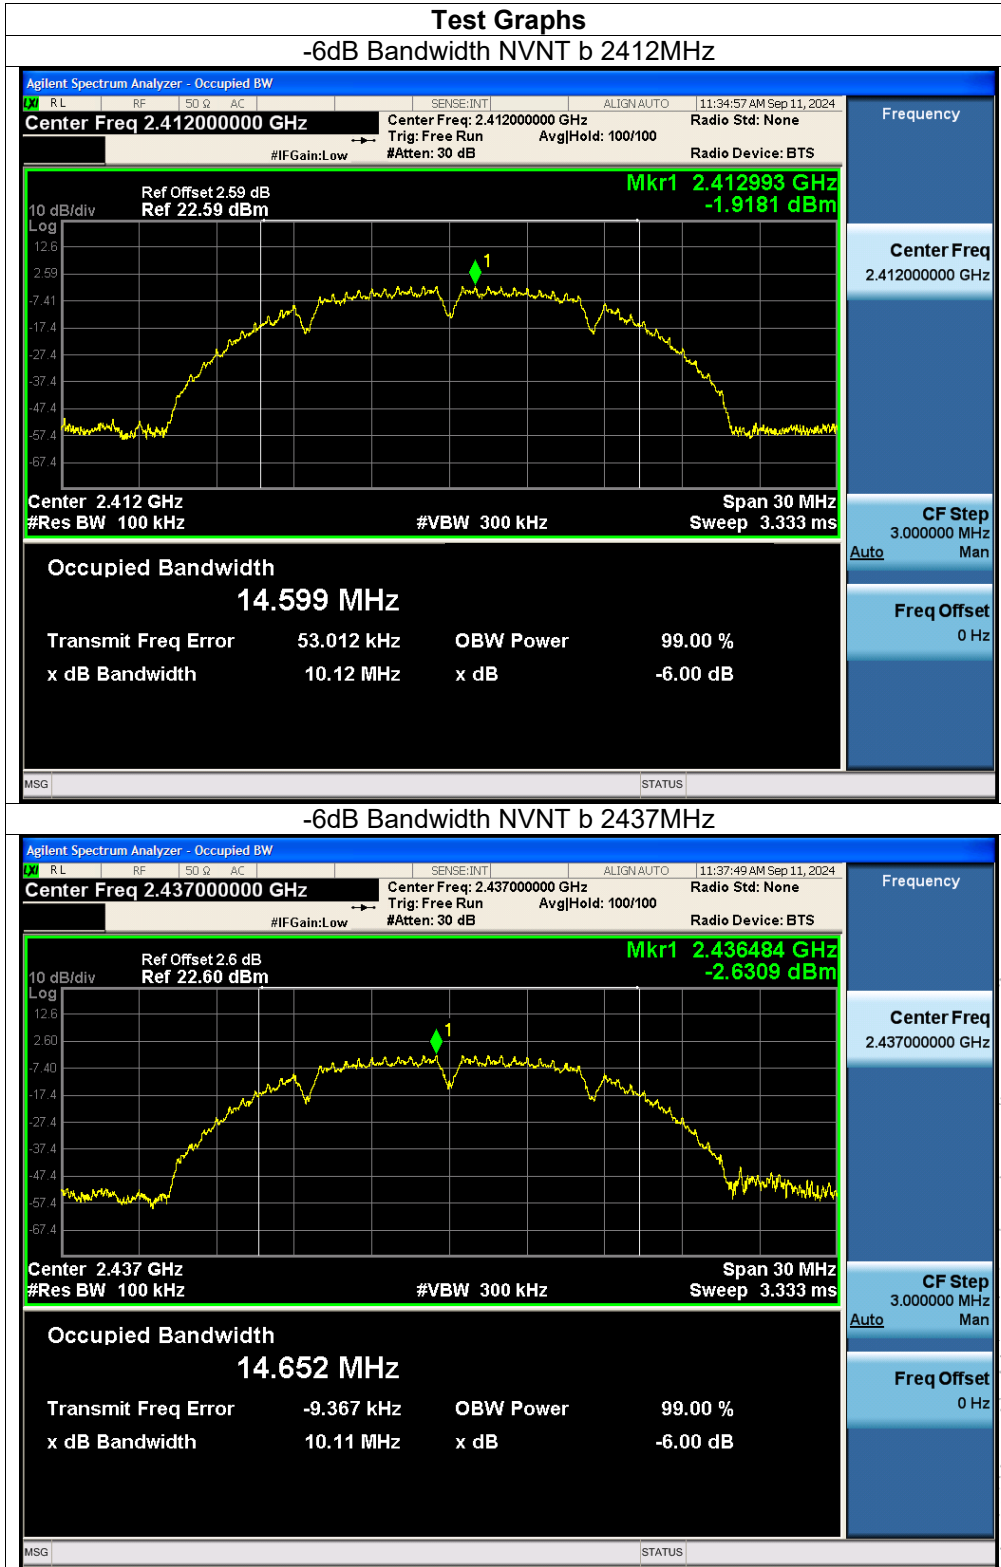 Test Graphs
-6dB Bandwidth NVNT b 2412MHz
Agilent Spectrum Analyzer - Occupied BW
LXI RL RF 50 Ω AC SENSE:INT ALIGN AUTO 11:34:57 AM Sep 11, 2024
Center Freq 2.412000000 GHz Center Freq: 2.412000000 GHz Radio Std: None
Trig: Free Run Avg|Hold: 100/100
#IFGain:Low #Atten: 30 dB Radio Device: BTS
Frequency
Mkr1 2.412993 GHz
-1.9181 dBm
Ref Offset 2.59 dB
10 dB/div Ref 22.59 dBm
Log
12.6
2.59
-7.41
-17.4
-27.4
-37.4
-47.4
-57.4
-67.4
1
Center 2.412 GHz Span 30 MHz
#Res BW 100 kHz #VBW 300 kHz Sweep 3.333 ms
Center Freq
2.412000000 GHz
CF Step
3.000000 MHz
Auto Man
Freq Offset
0 Hz
Occupied Bandwidth
14.599 MHz
Transmit Freq Error 53.012 kHz OBW Power 99.00 %
x dB Bandwidth 10.12 MHz x dB -6.00 dB
MSG STATUS
-6dB Bandwidth NVNT b 2437MHz
Agilent Spectrum Analyzer - Occupied BW
LXI RL RF 50 Ω AC SENSE:INT ALIGN AUTO 11:37:49 AM Sep 11, 2024
Center Freq 2.437000000 GHz Center Freq: 2.437000000 GHz Radio Std: None
Trig: Free Run Avg|Hold: 100/100
#IFGain:Low #Atten: 30 dB Radio Device: BTS
Frequency
Mkr1 2.436484 GHz
-2.6309 dBm
Ref Offset 2.6 dB
10 dB/div Ref 22.60 dBm
Log
12.6
2.60
-7.40
-17.4
-27.4
-37.4
-47.4
-57.4
-67.4
1
Center 2.437 GHz Span 30 MHz
#Res BW 100 kHz #VBW 300 kHz Sweep 3.333 ms
Center Freq
2.437000000 GHz
CF Step
3.000000 MHz
Auto Man
Freq Offset
0 Hz
Occupied Bandwidth
14.652 MHz
Transmit Freq Error -9.367 kHz OBW Power 99.00 %
x dB Bandwidth 10.11 MHz x dB -6.00 dB
MSG STATUS